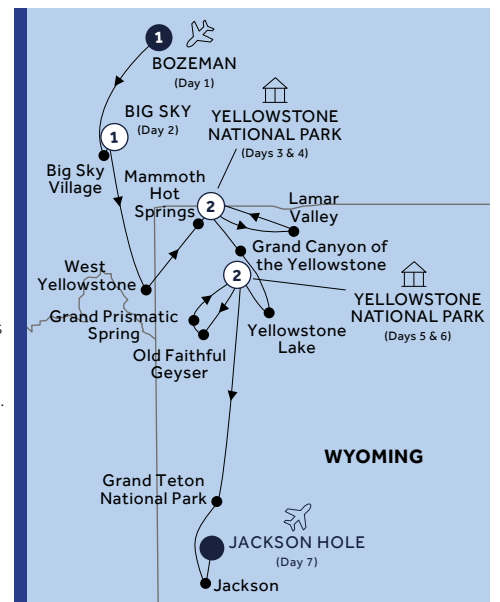 1
BOZEMAN
(Day 1)
BIG SKY
(Day 2)
1
Big Sky
Village
YELLOWSTONE
NATIONAL PARK
(Days 3 & 4)
Mammoth
Hot
Springs
2
Lamar
Valley
Grand Canyon of
the Yellowstone
West
Yellowstone
2
YELLOWSTONE
NATIONAL PARK
(Days 5 & 6)
Grand Prismatic
Spring
Yellowstone
Lake
Old Faithful
Geyser
s
.
WYOMING
Grand Teton
National Park
JACKSON HOLE
(Day 7)
Jackson